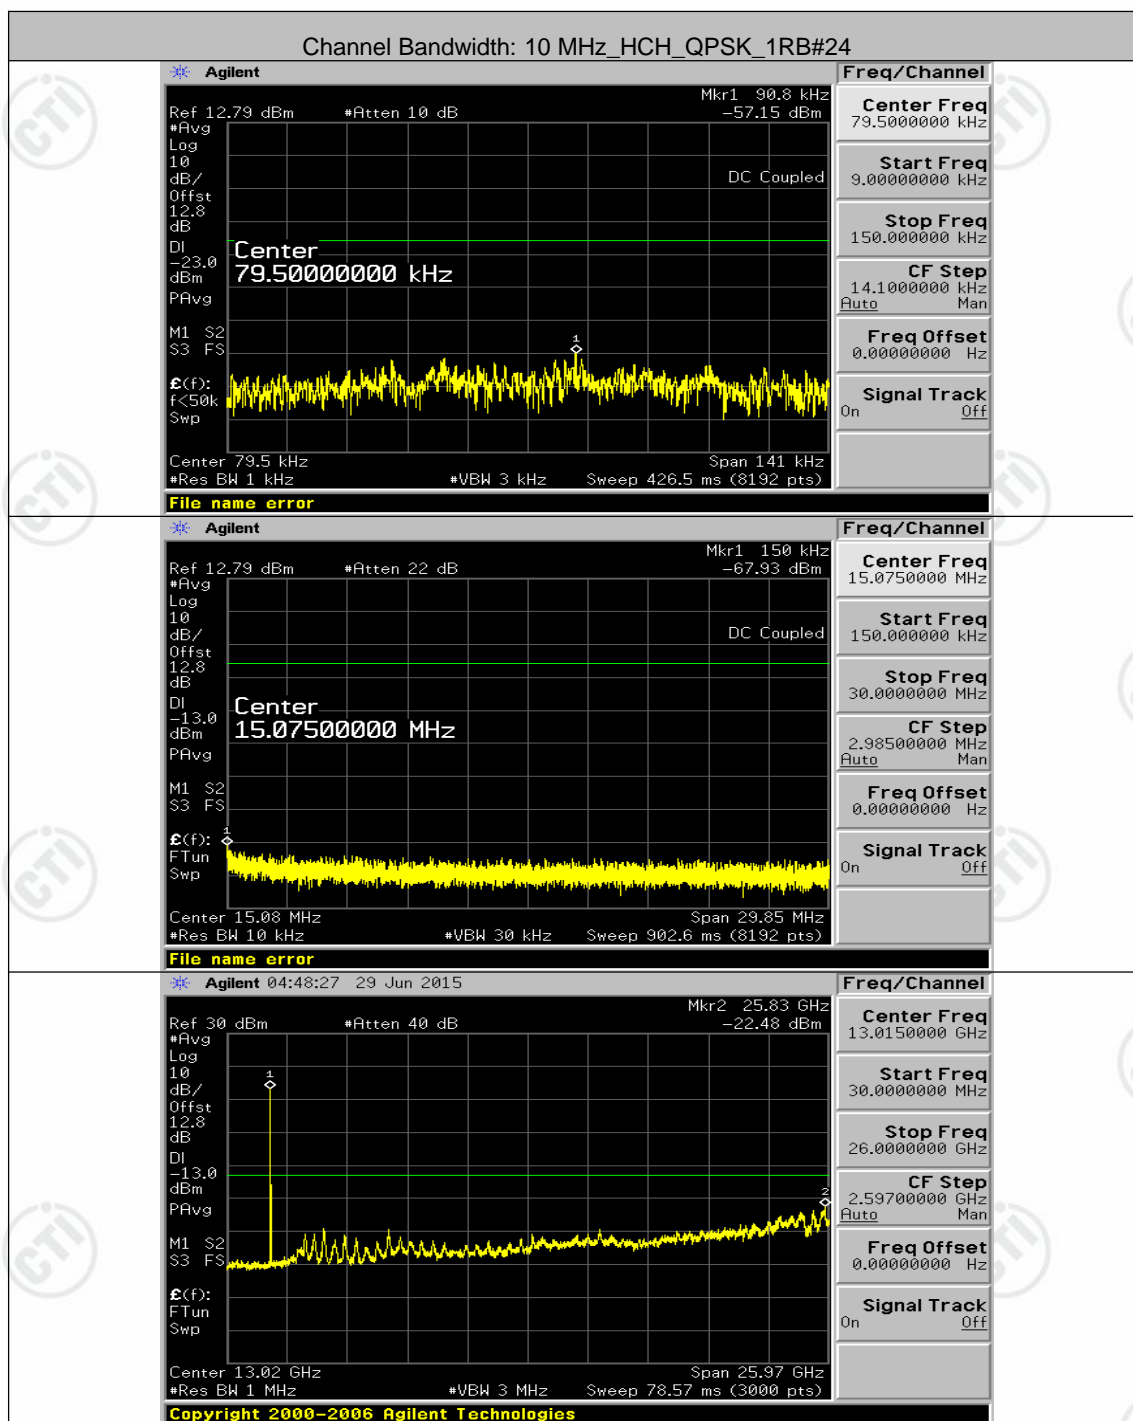 Channel Bandwidth: 10 MHz_HCH_QPSK_1RB#24
Agilent
Freq/Channel
Mkr1 90.8 kHz
Ref 12.79 dBm #Atten 10 dB -57.15 dBm
#Avg
Log
10
dB/
Offst
12.8
dB
DI
-23.0
dBm
PAvg
M1 S2
S3 FS
£(f):
f<50k
Swp
DC Coupled
Center
79.50000000 kHz
1
Center 79.5 kHz Span 141 kHz
#Res BW 1 kHz #VBW 3 kHz Sweep 426.5 ms (8192 pts)
File name error
Center Freq
79.5000000 kHz
Start Freq
9.00000000 kHz
Stop Freq
150.000000 kHz
CF Step
14.1000000 kHz
Auto Man
Freq Offset
0.00000000 Hz
Signal Track
On Off
Agilent
Freq/Channel
Mkr1 150 kHz
Ref 12.79 dBm #Atten 22 dB -67.93 dBm
#Avg
Log
10
dB/
Offst
12.8
dB
DI
-13.0
dBm
PAvg
M1 S2
S3 FS
£(f):
FTun
Swp
DC Coupled
Center
15.07500000 MHz
1
Center 15.08 MHz Span 29.85 MHz
#Res BW 10 kHz #VBW 30 kHz Sweep 902.6 ms (8192 pts)
File name error
Center Freq
15.0750000 MHz
Start Freq
150.000000 kHz
Stop Freq
30.0000000 MHz
CF Step
2.98500000 MHz
Auto Man
Freq Offset
0.00000000 Hz
Signal Track
On Off
Agilent 04:48:27 29 Jun 2015
Freq/Channel
Mkr2 25.83 GHz
Ref 30 dBm #Atten 40 dB -22.48 dBm
#Avg
Log
10
dB/
Offst
12.8
dB
DI
-13.0
dBm
PAvg
M1 S2
S3 FS
£(f):
FTun
Swp
1
2
Center 13.02 GHz Span 25.97 GHz
#Res BW 1 MHz #VBW 3 MHz Sweep 78.57 ms (3000 pts)
Copyright 2000-2006 Agilent Technologies
Center Freq
13.0150000 GHz
Start Freq
30.0000000 MHz
Stop Freq
26.0000000 GHz
CF Step
2.59700000 GHz
Auto Man
Freq Offset
0.00000000 Hz
Signal Track
On Off
CTI
CTI
CTI
CTI
CTI
CTI
CTI
CTI